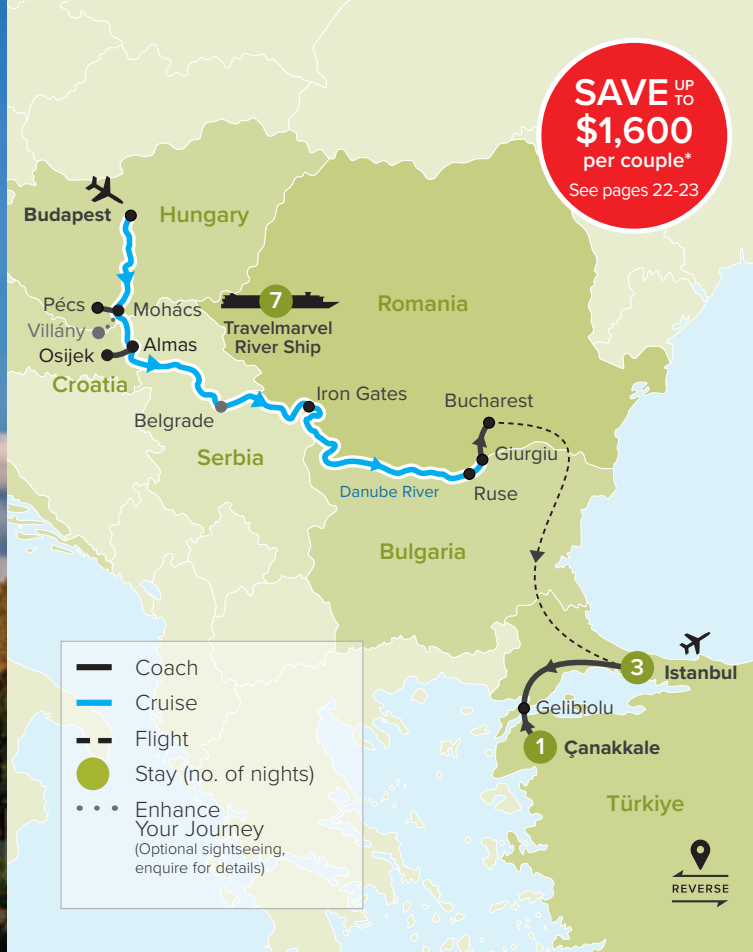 SAVE UP TO
$1,600
per couple*
See pages 22-23
Budapest
Hungary
Pécs
Mohács
Villány
Osijek
Almas
Croatia
7
Travelmarvel
River Ship
Romania
Belgrade
Iron Gates
Bucharest
Serbia
Giurgiu
Danube River
Ruse
Bulgaria
3
Istanbul
Gelibiolu
1
Çanakkale
Türkiye
Coach
Cruise
Flight
Stay (no. of nights)
Enhance
Your Journey
(Optional sightseeing,
enquire for details)
REVERSE